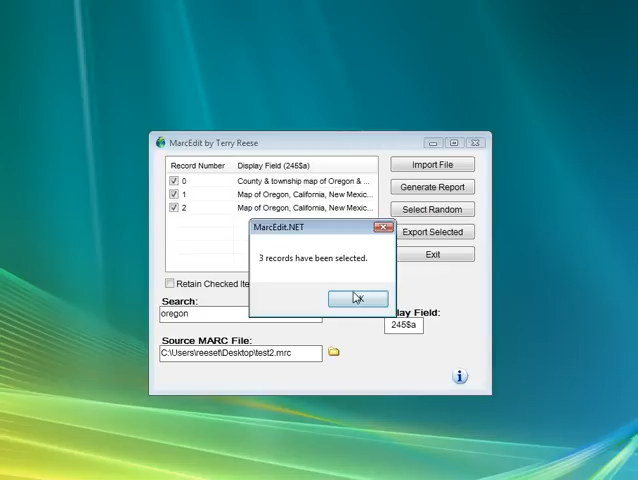 MarcEdit by Terry Reese
Record Number Display Field (245$a)
0 County & township map of Oregon & ...
1 Map of Oregon, California, New Mexic...
2 Map of Oregon, California, New Mexic...
Import File
Generate Report
Select Random
Export Selected
Exit
MarcEdit.NET
3 records have been selected.
Retain Checked Ite
Search:
oregon
lay Field:
245$a
Source MARC File:
C:\Users\reeset\Desktop\test2.mrc